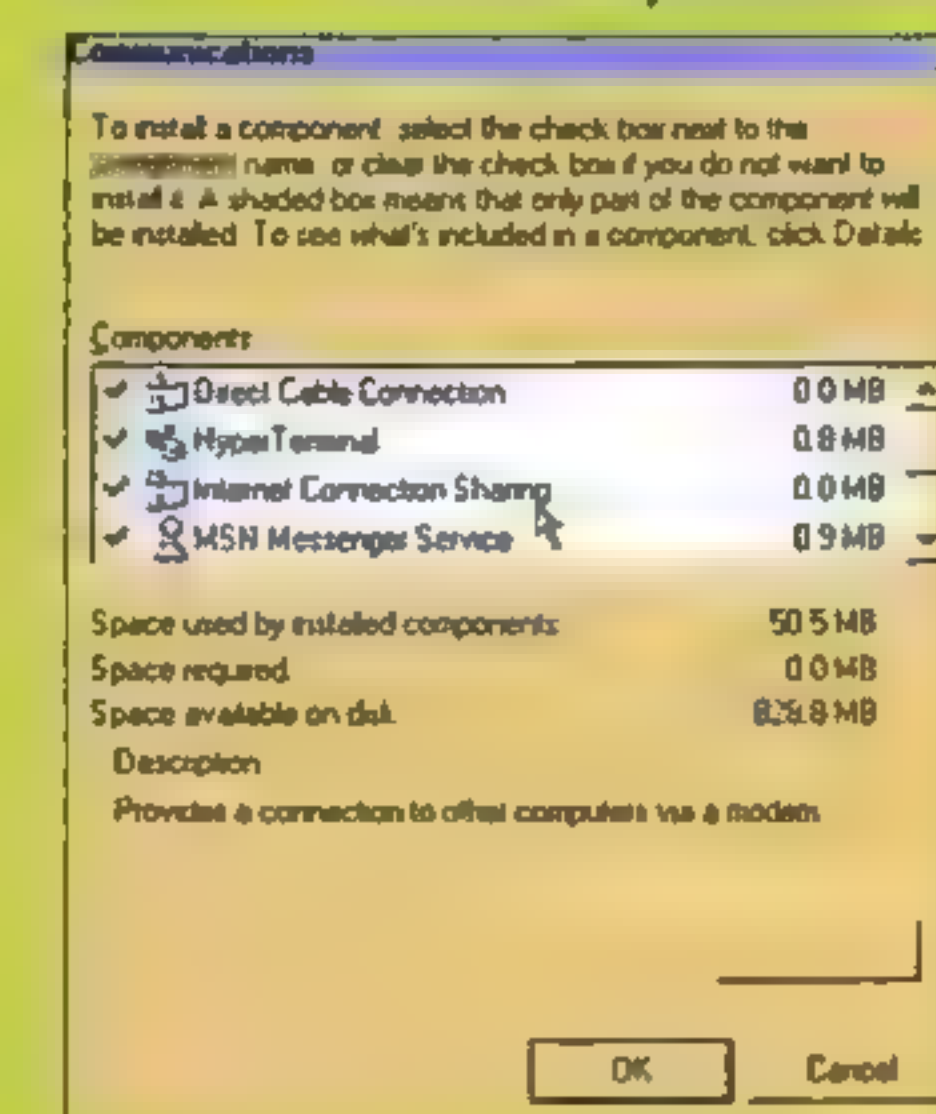 Communications
To install a component, select the check box next to the
name, or clear the check box if you do not want to
install it. A shaded box means that only part of the component will
be installed. To see what's included in a component, click Details
Components
Direct Cable Connection 0.0 MB
HyperTerminal 0.8 MB
Internet Connection Sharing 0.0 MB
MSN Messenger Service 0.9 MB
Space used by installed components 50.5 MB
Space required 0.0 MB
Space available on disk MB
Description
Provides a connection to other computers via a modem.
OK Cancel